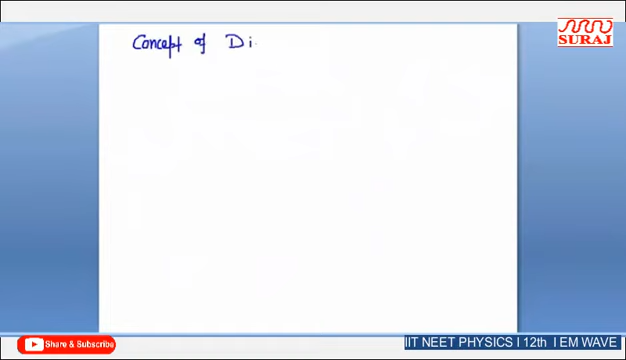 Concept of Di
SURAJ
Share & Subscribe
IIT NEET PHYSICS I 12th I EM WAVE